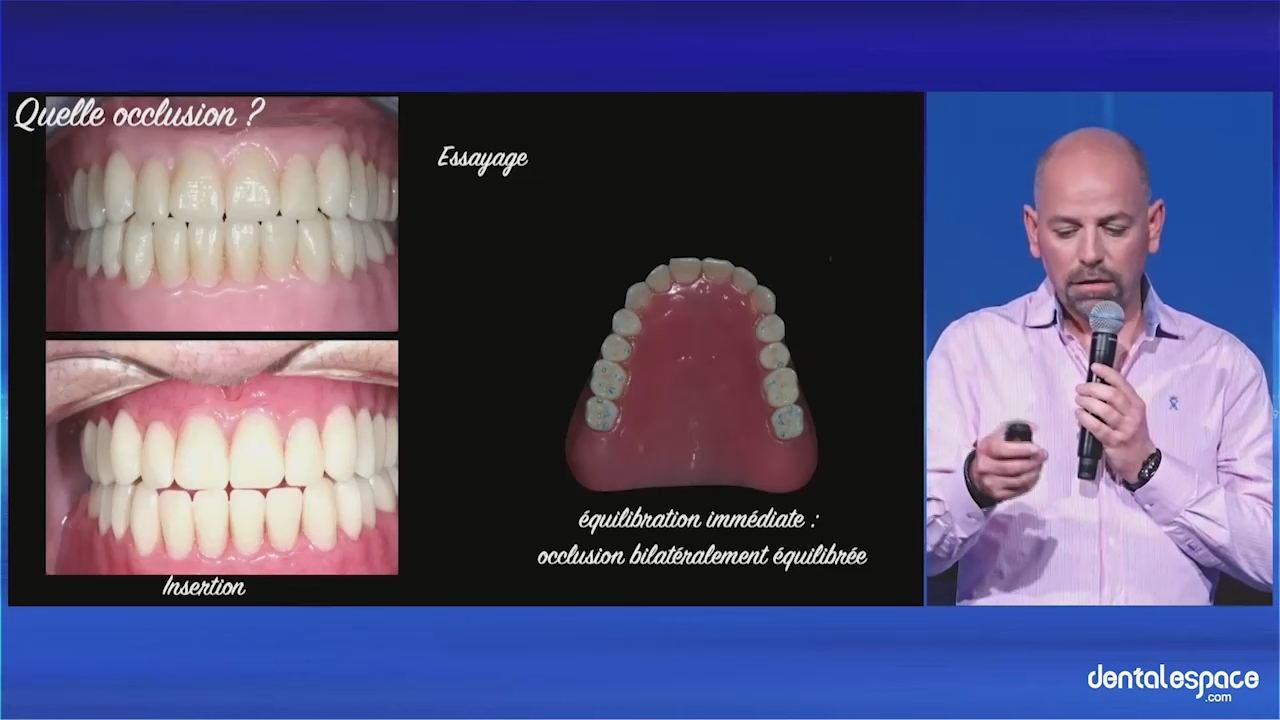 Quelle occlusion ?
Essayage
équilibration immédiate :
occlusion bilatéralement équilibrée
Insertion
dentalespace
.com